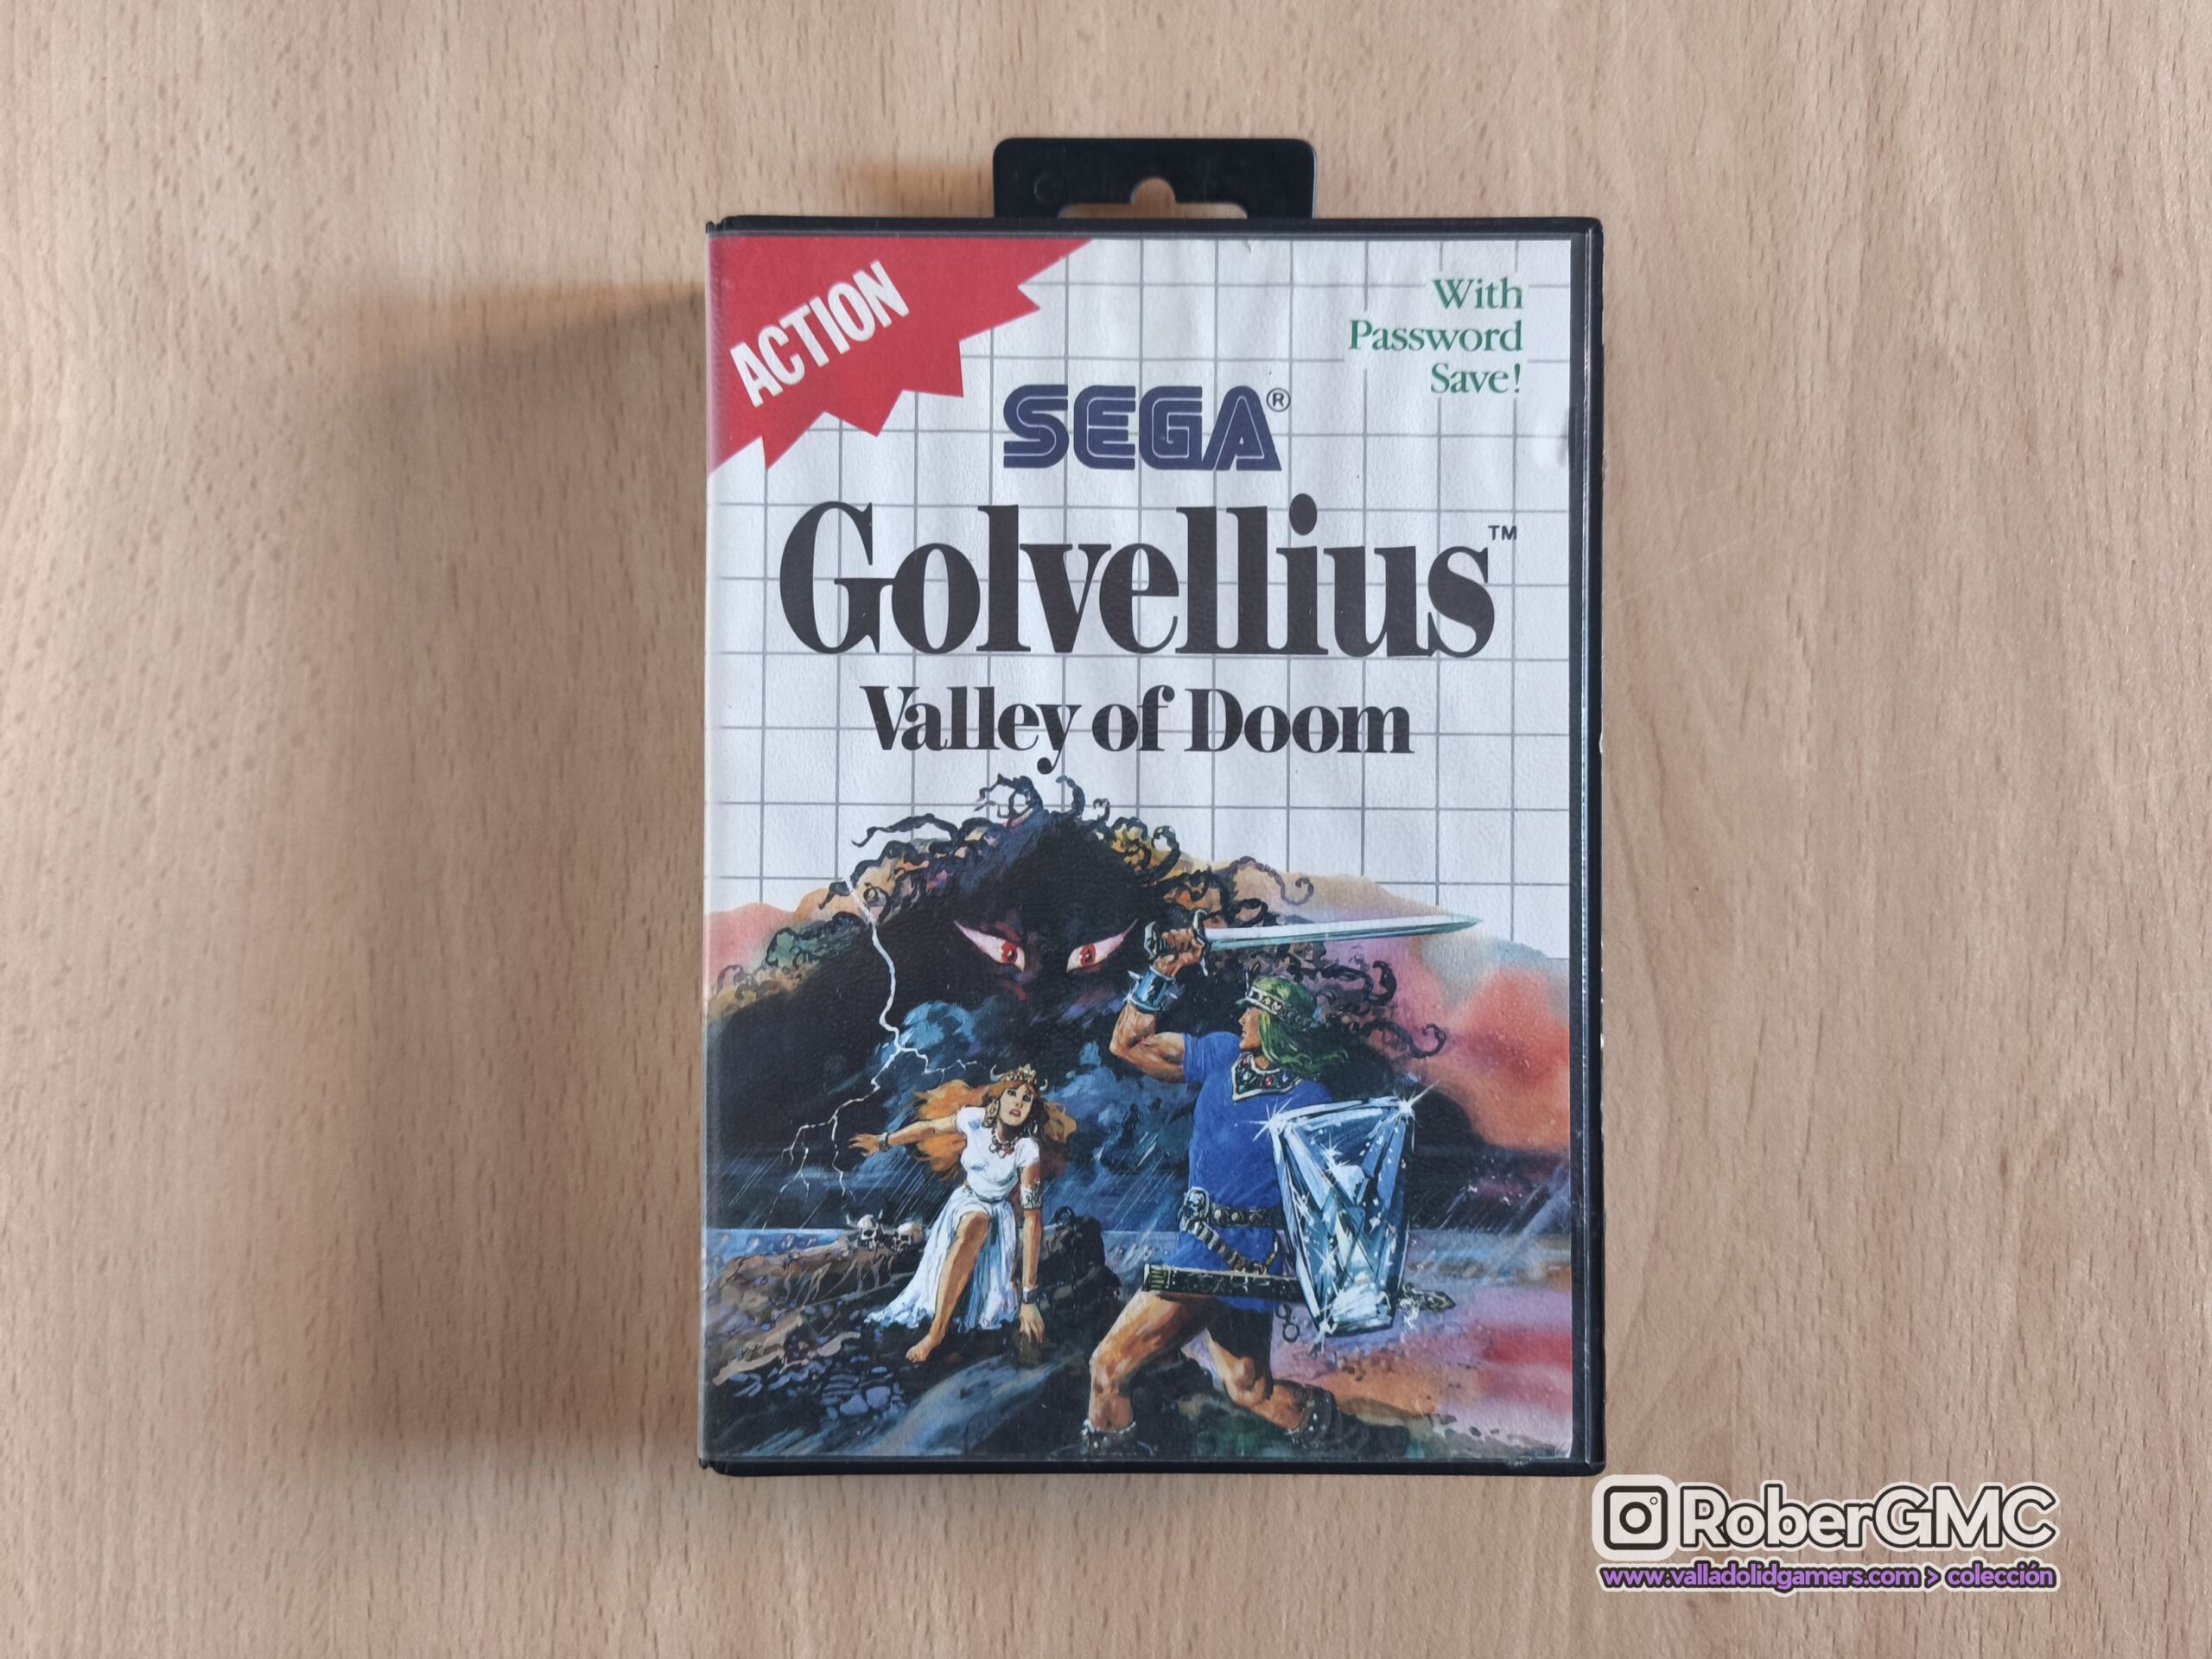 ACTION
With
Password
Save!
SEGA®
Golvellius™
Valley of Doom
RoberGMC
www.valladolidgamers.com > colección